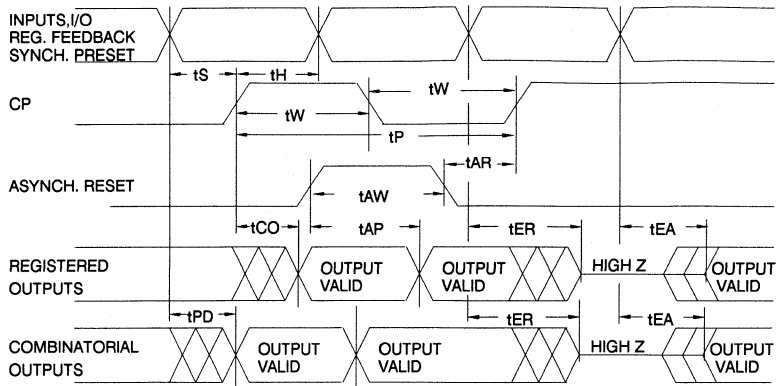 INPUTS,I/O
REG. FEEDBACK
SYNCH. PRESET
tS
tH
CP
tW
tW
tP
tAR
ASYNCH. RESET
tAW
tCO
tAP
tER
tEA
REGISTERED
OUTPUTS
OUTPUT
VALID
OUTPUT
VALID
HIGH Z
OUTPUT
VALID
tPD
tER
tEA
COMBINATORIAL
OUTPUTS
OUTPUT
VALID
OUTPUT
VALID
HIGH Z
OUTPUT
VALID